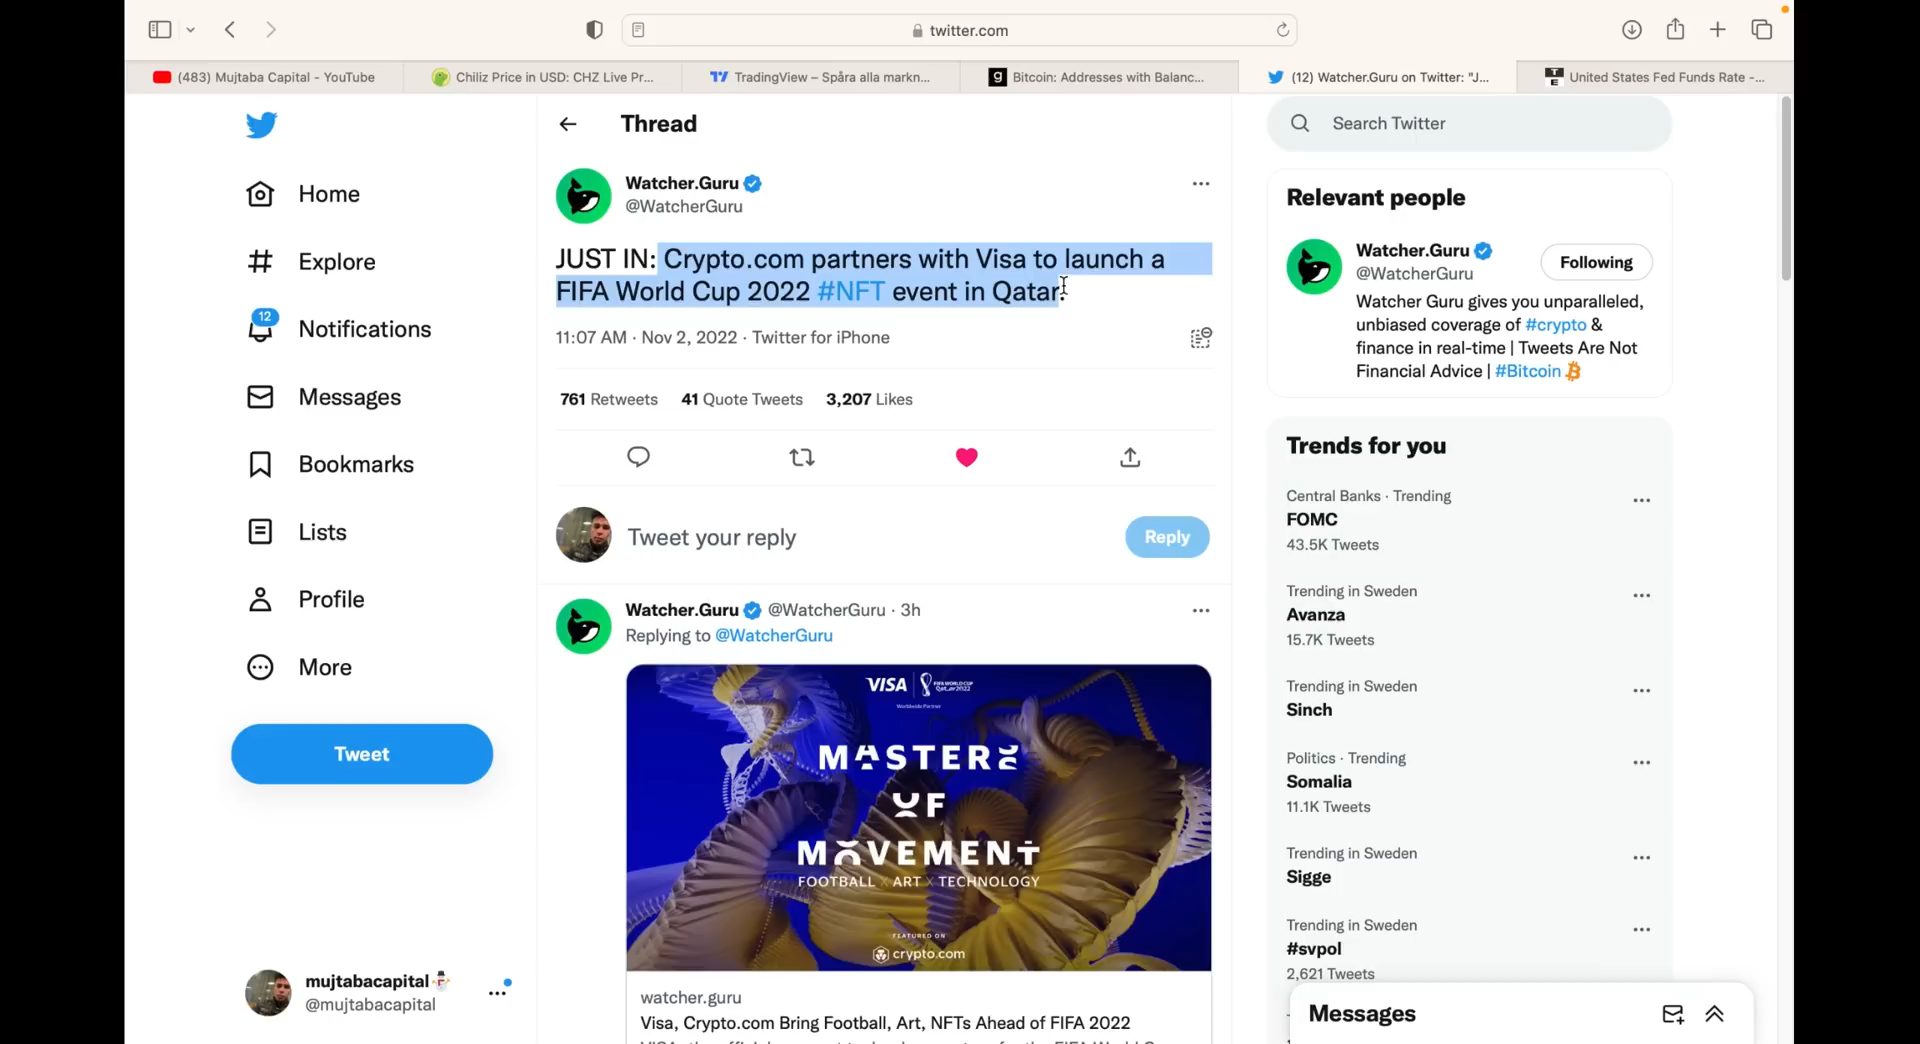 twitter.com
(483) Mujtaba Capital - YouTube
Chiliz Price in USD: CHZ Live Pr...
TradingView – Spåra alla markn...
Bitcoin: Addresses with Balanc...
(12) Watcher.Guru on Twitter: "J...
United States Fed Funds Rate -...
Home
Explore
12
Notifications
Messages
Bookmarks
Lists
Profile
More
Tweet
mujtabacapital
@mujtabacapital
Thread
Watcher.Guru
@WatcherGuru
JUST IN: Crypto.com partners with Visa to launch a
FIFA World Cup 2022 #NFT event in Qatar.
11:07 AM · Nov 2, 2022 · Twitter for iPhone
761 Retweets 41 Quote Tweets 3,207 Likes
Tweet your reply
Reply
Watcher.Guru @WatcherGuru · 3h
Replying to @WatcherGuru
VISA
FIFA WORLD CUP
Qatar2022
Worldwide Partner
MASTERS
OF
MOVEMENT
FOOTBALL X ART X TECHNOLOGY
FEATURED ON
crypto.com
watcher.guru
Visa, Crypto.com Bring Football, Art, NFTs Ahead of FIFA 2022
Search Twitter
Relevant people
Watcher.Guru
@WatcherGuru
Following
Watcher Guru gives you unparalleled,
unbiased coverage of #crypto &
finance in real-time | Tweets Are Not
Financial Advice | #Bitcoin
Trends for you
Central Banks · Trending
FOMC
43.5K Tweets
Trending in Sweden
Avanza
15.7K Tweets
Trending in Sweden
Sinch
Politics · Trending
Somalia
11.1K Tweets
Trending in Sweden
Sigge
Trending in Sweden
#svpol
2,621 Tweets
Messages